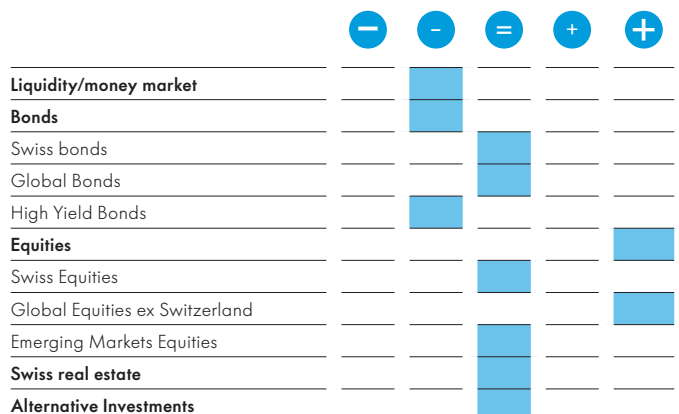 − – = + +
Liquidity/money market
Bonds
Swiss bonds
Global Bonds
High Yield Bonds
Equities
Swiss Equities
Global Equities ex Switzerland
Emerging Markets Equities
Swiss real estate
Alternative Investments